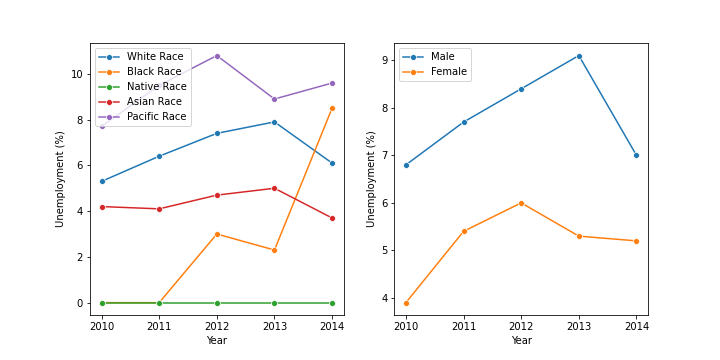 White Race
Black Race
Native Race
Asian Race
Pacific Race
10
8
6
4
2
0
Unemployment (%)
2010 2011 2012 2013 2014
Year
Male
Female
9
8
7
6
5
4
Unemployment (%)
2010 2011 2012 2013 2014
Year